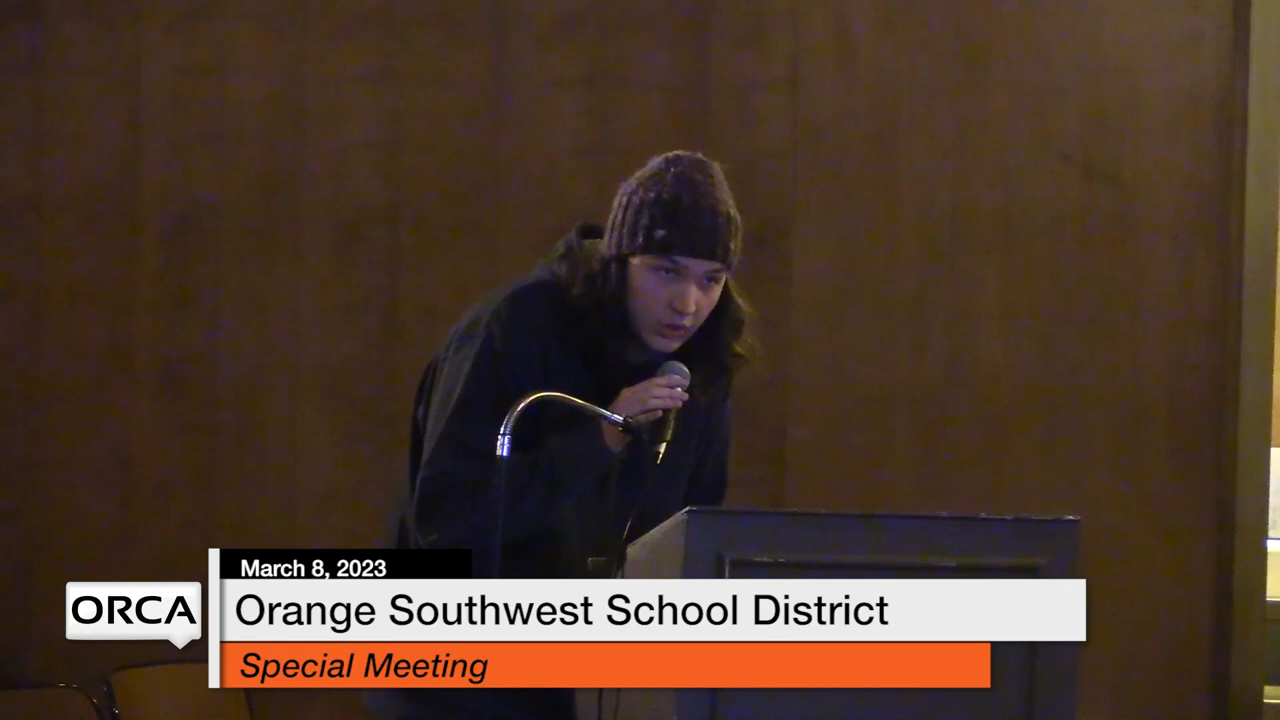 March 8, 2023
ORCA
Orange Southwest School District
Special Meeting